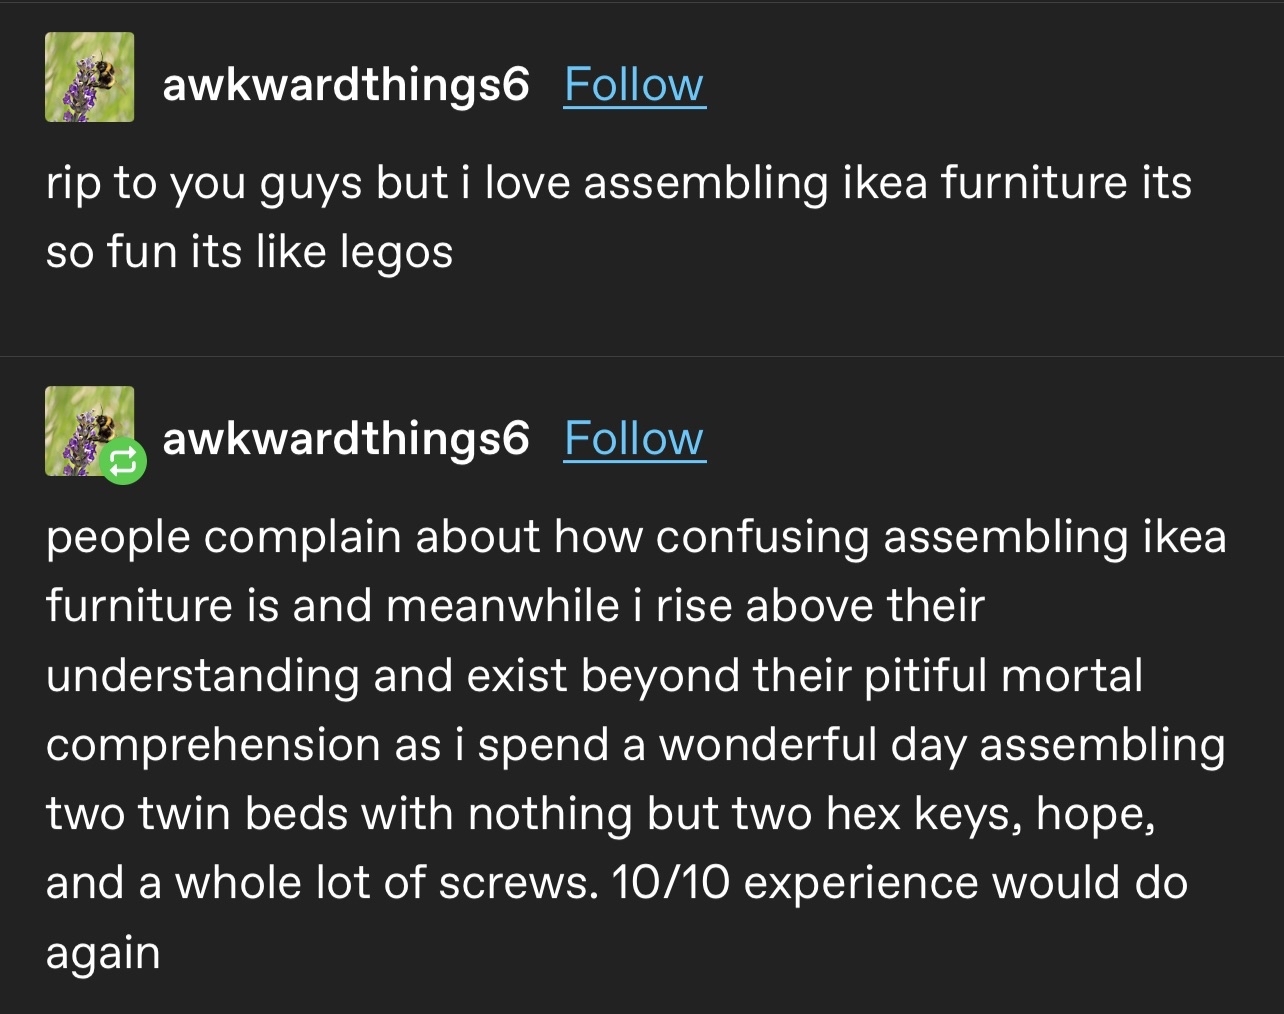 awkwardthings6 Follow
rip to you guys but i love assembling ikea furniture its
so fun its like legos
awkwardthings6 Follow
people complain about how confusing assembling ikea
furniture is and meanwhile i rise above their
understanding and exist beyond their pitiful mortal
comprehension as i spend a wonderful day assembling
two twin beds with nothing but two hex keys, hope,
and a whole lot of screws. 10/10 experience would do
again